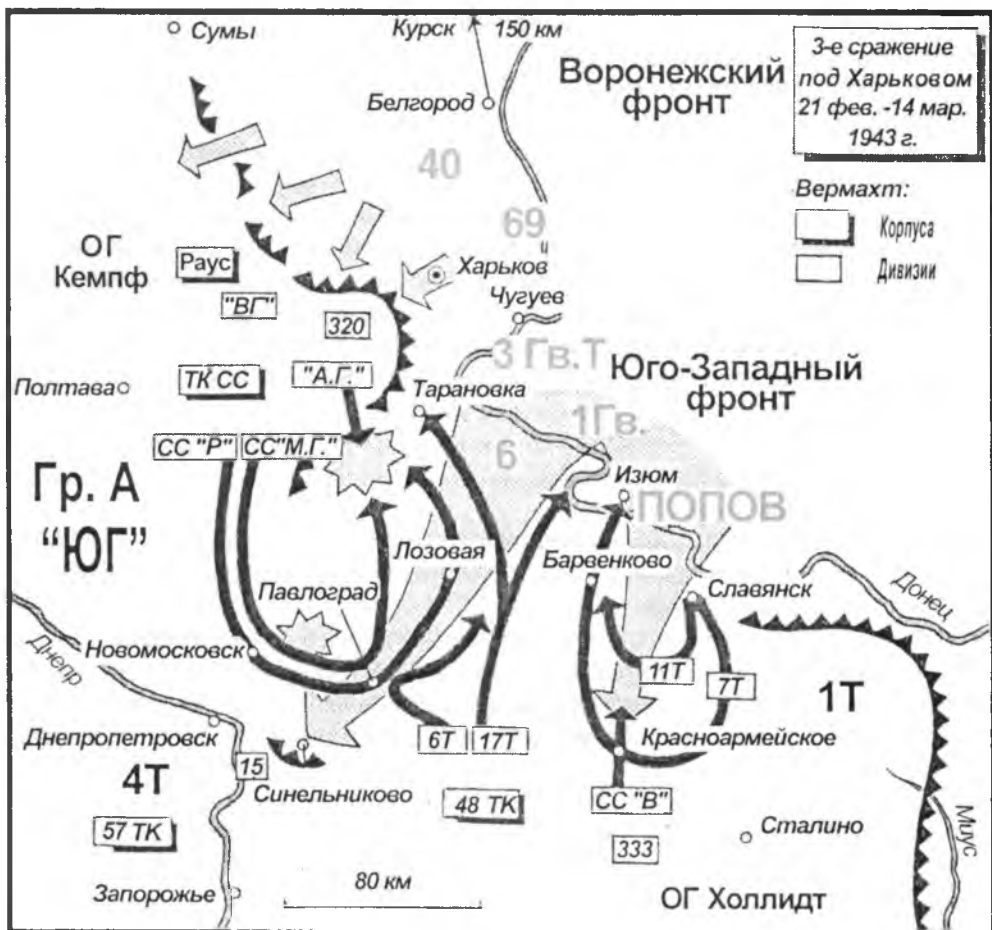 Сумы
Курск
150 км
Белгород
Воронежский
фронт
3-е сражение
под Харьковом
21 фев. -14 мар.
1943 г.
Вермахт:
Корпуса
Дивизии
40
69
ОГ
Кемпф
Раус
"ВГ"
320
Харьков
Чугуев
3 Гв.Т
Юго-Западный
фронт
Полтава
ТК СС
"А.Г."
Тарановка
1Гв.
6
СС "Р"
СС"М.Г."
Изюм
ПОПОВ
Гр. А
"ЮГ"
Лозовая
Барвенково
Славянск
Донец
Павлоград
Новомосковск
Днепр
11Т
7Т
1Т
6Т
17Т
Красноармейское
Днепропетровск
15
Синельниково
4Т
57 ТК
48 ТК
СС "В"
333
Сталино
Миус
Запорожье
80 км
ОГ Холлидт